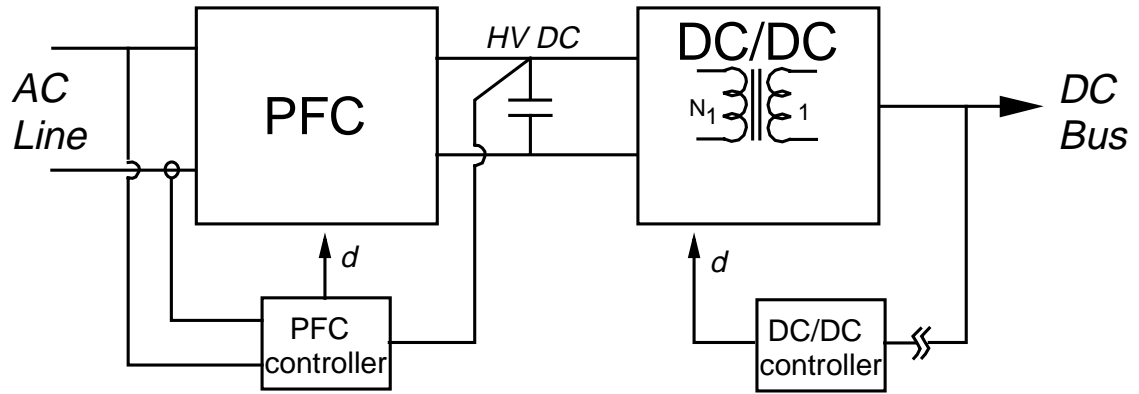 AC
Line
PFC
HV DC
DC/DC
N1
1
DC
Bus
d
PFC
controller
d
DC/DC
controller